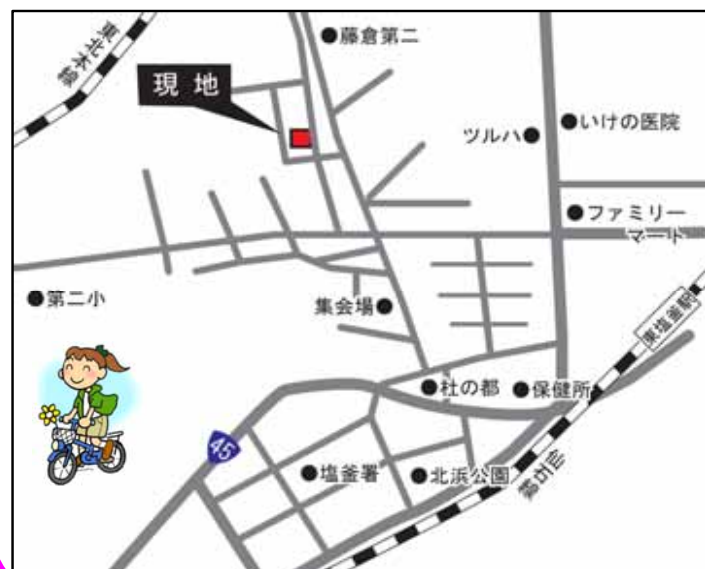 藤倉第二
東北本線
現地
ツルハ
いけの医院
ファミリー
マート
第二小
集会場
東塩釜駅
杜の都
保健所
45
塩釜署
北浜公園
仙石線